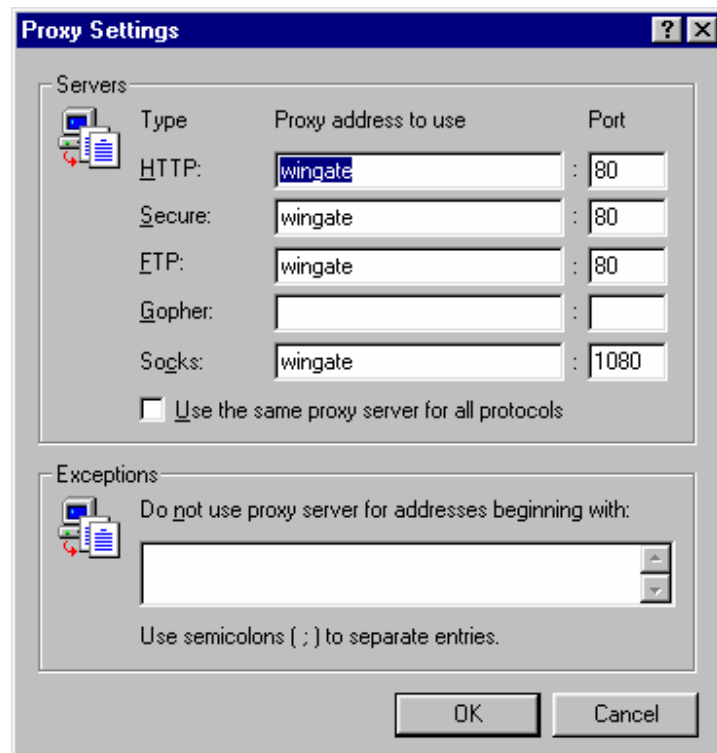 Proxy Settings
Servers
Type Proxy address to use Port
HTTP: wingate : 80
Secure: wingate : 80
FTP: wingate : 80
Gopher: :
Socks: wingate : 1080
Use the same proxy server for all protocols
Exceptions
Do not use proxy server for addresses beginning with:
Use semicolons ( ; ) to separate entries.
OK Cancel